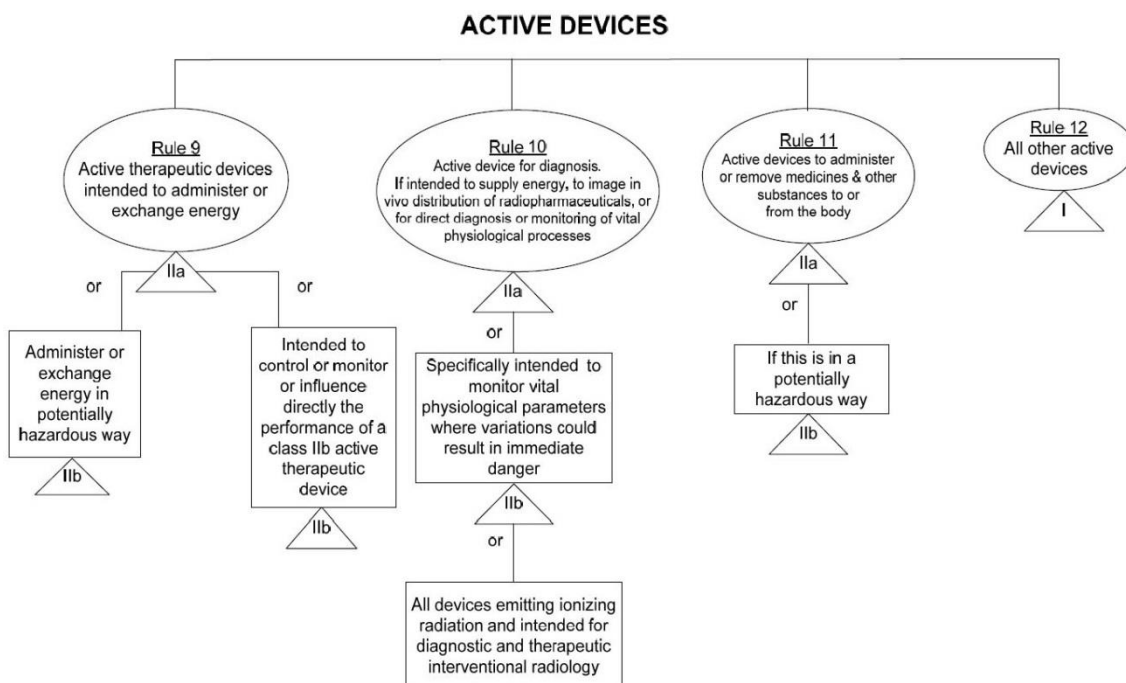 ACTIVE DEVICES
Rule 9
Active therapeutic devices
intended to administer or
exchange energy
IIa
or
or
Administer or
exchange
energy in
potentially
hazardous way
IIb
Intended to
control or monitor
or influence
directly the
performance of a
class IIb active
therapeutic
device
IIb
Rule 10
Active device for diagnosis.
If intended to supply energy, to image in
vivo distribution of radiopharmaceuticals, or
for direct diagnosis or monitoring of vital
physiological processes
IIa
or
Specifically intended to
monitor vital
physiological parameters
where variations could
result in immediate
danger
IIb
or
All devices emitting ionizing
radiation and intended for
diagnostic and therapeutic
interventional radiology
Rule 11
Active devices to administer
or remove medicines & other
substances to or
from the body
IIa
or
If this is in a
potentially
hazardous way
IIb
Rule 12
All other active
devices
I